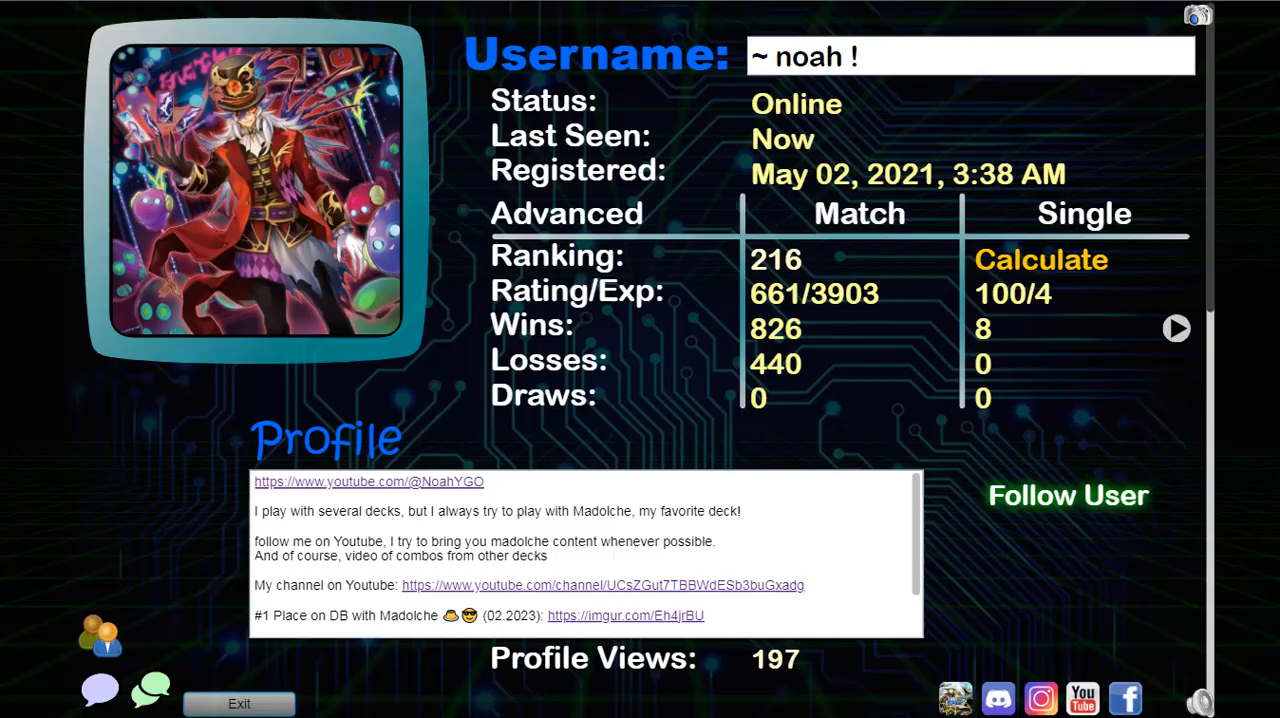 Username: ~ noah !
Status: Online
Last Seen: Now
Registered: May 02, 2021, 3:38 AM
Advanced Match Single
Ranking: 216 Calculate
Rating/Exp: 661/3903 100/4
Wins: 826 8
Losses: 440 0
Draws: 0 0
Profile
https://www.youtube.com/@NoahYGO
I play with several decks, but I always try to play with Madolche, my favorite deck!
follow me on Youtube, I try to bring you madolche content whenever possible.
And of course, video of combos from other decks
My channel on Youtube: https://www.youtube.com/channel/UCsZGut7TBBWdESb3buGxadg
#1 Place on DB with Madolche 🍮😎 (02.2023): https://imgur.com/Eh4jrBU
Follow User
Profile Views: 197
Exit
You
Tube
f